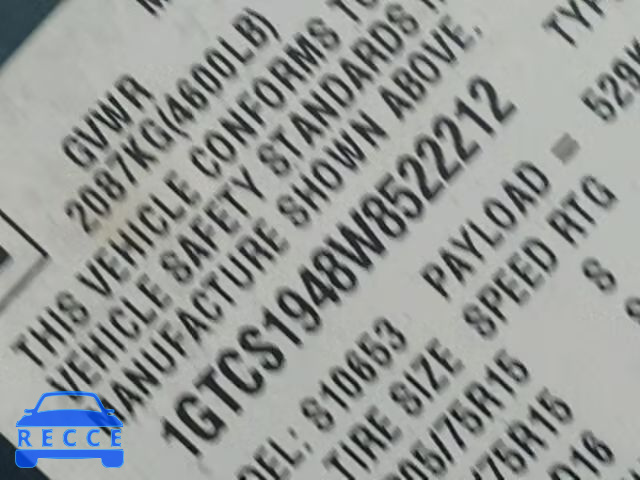 GVWR
2087KG(4600LB)
THIS VEHICLE CONFORMS TO
VEHICLE SAFETY STANDARDS
MANUFACTURE SHOWN ABOVE.
1GTCS1948W8522212
TYP
DEL: S10653 PAYLOAD = 529K
TIRE SIZE SPEED RTG
205/75R15 S
/75R15
RECCE